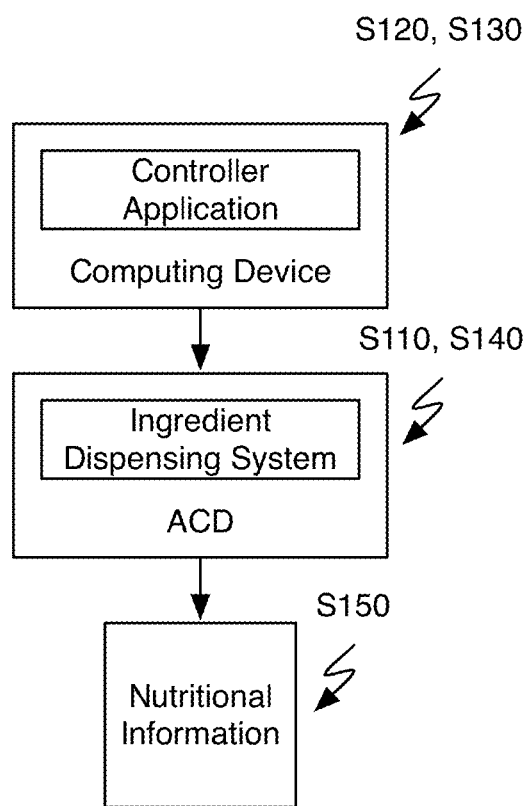 S120, S130
Controller
Application
Computing Device
S110, S140
Ingredient
Dispensing System
ACD
S150
Nutritional
Information